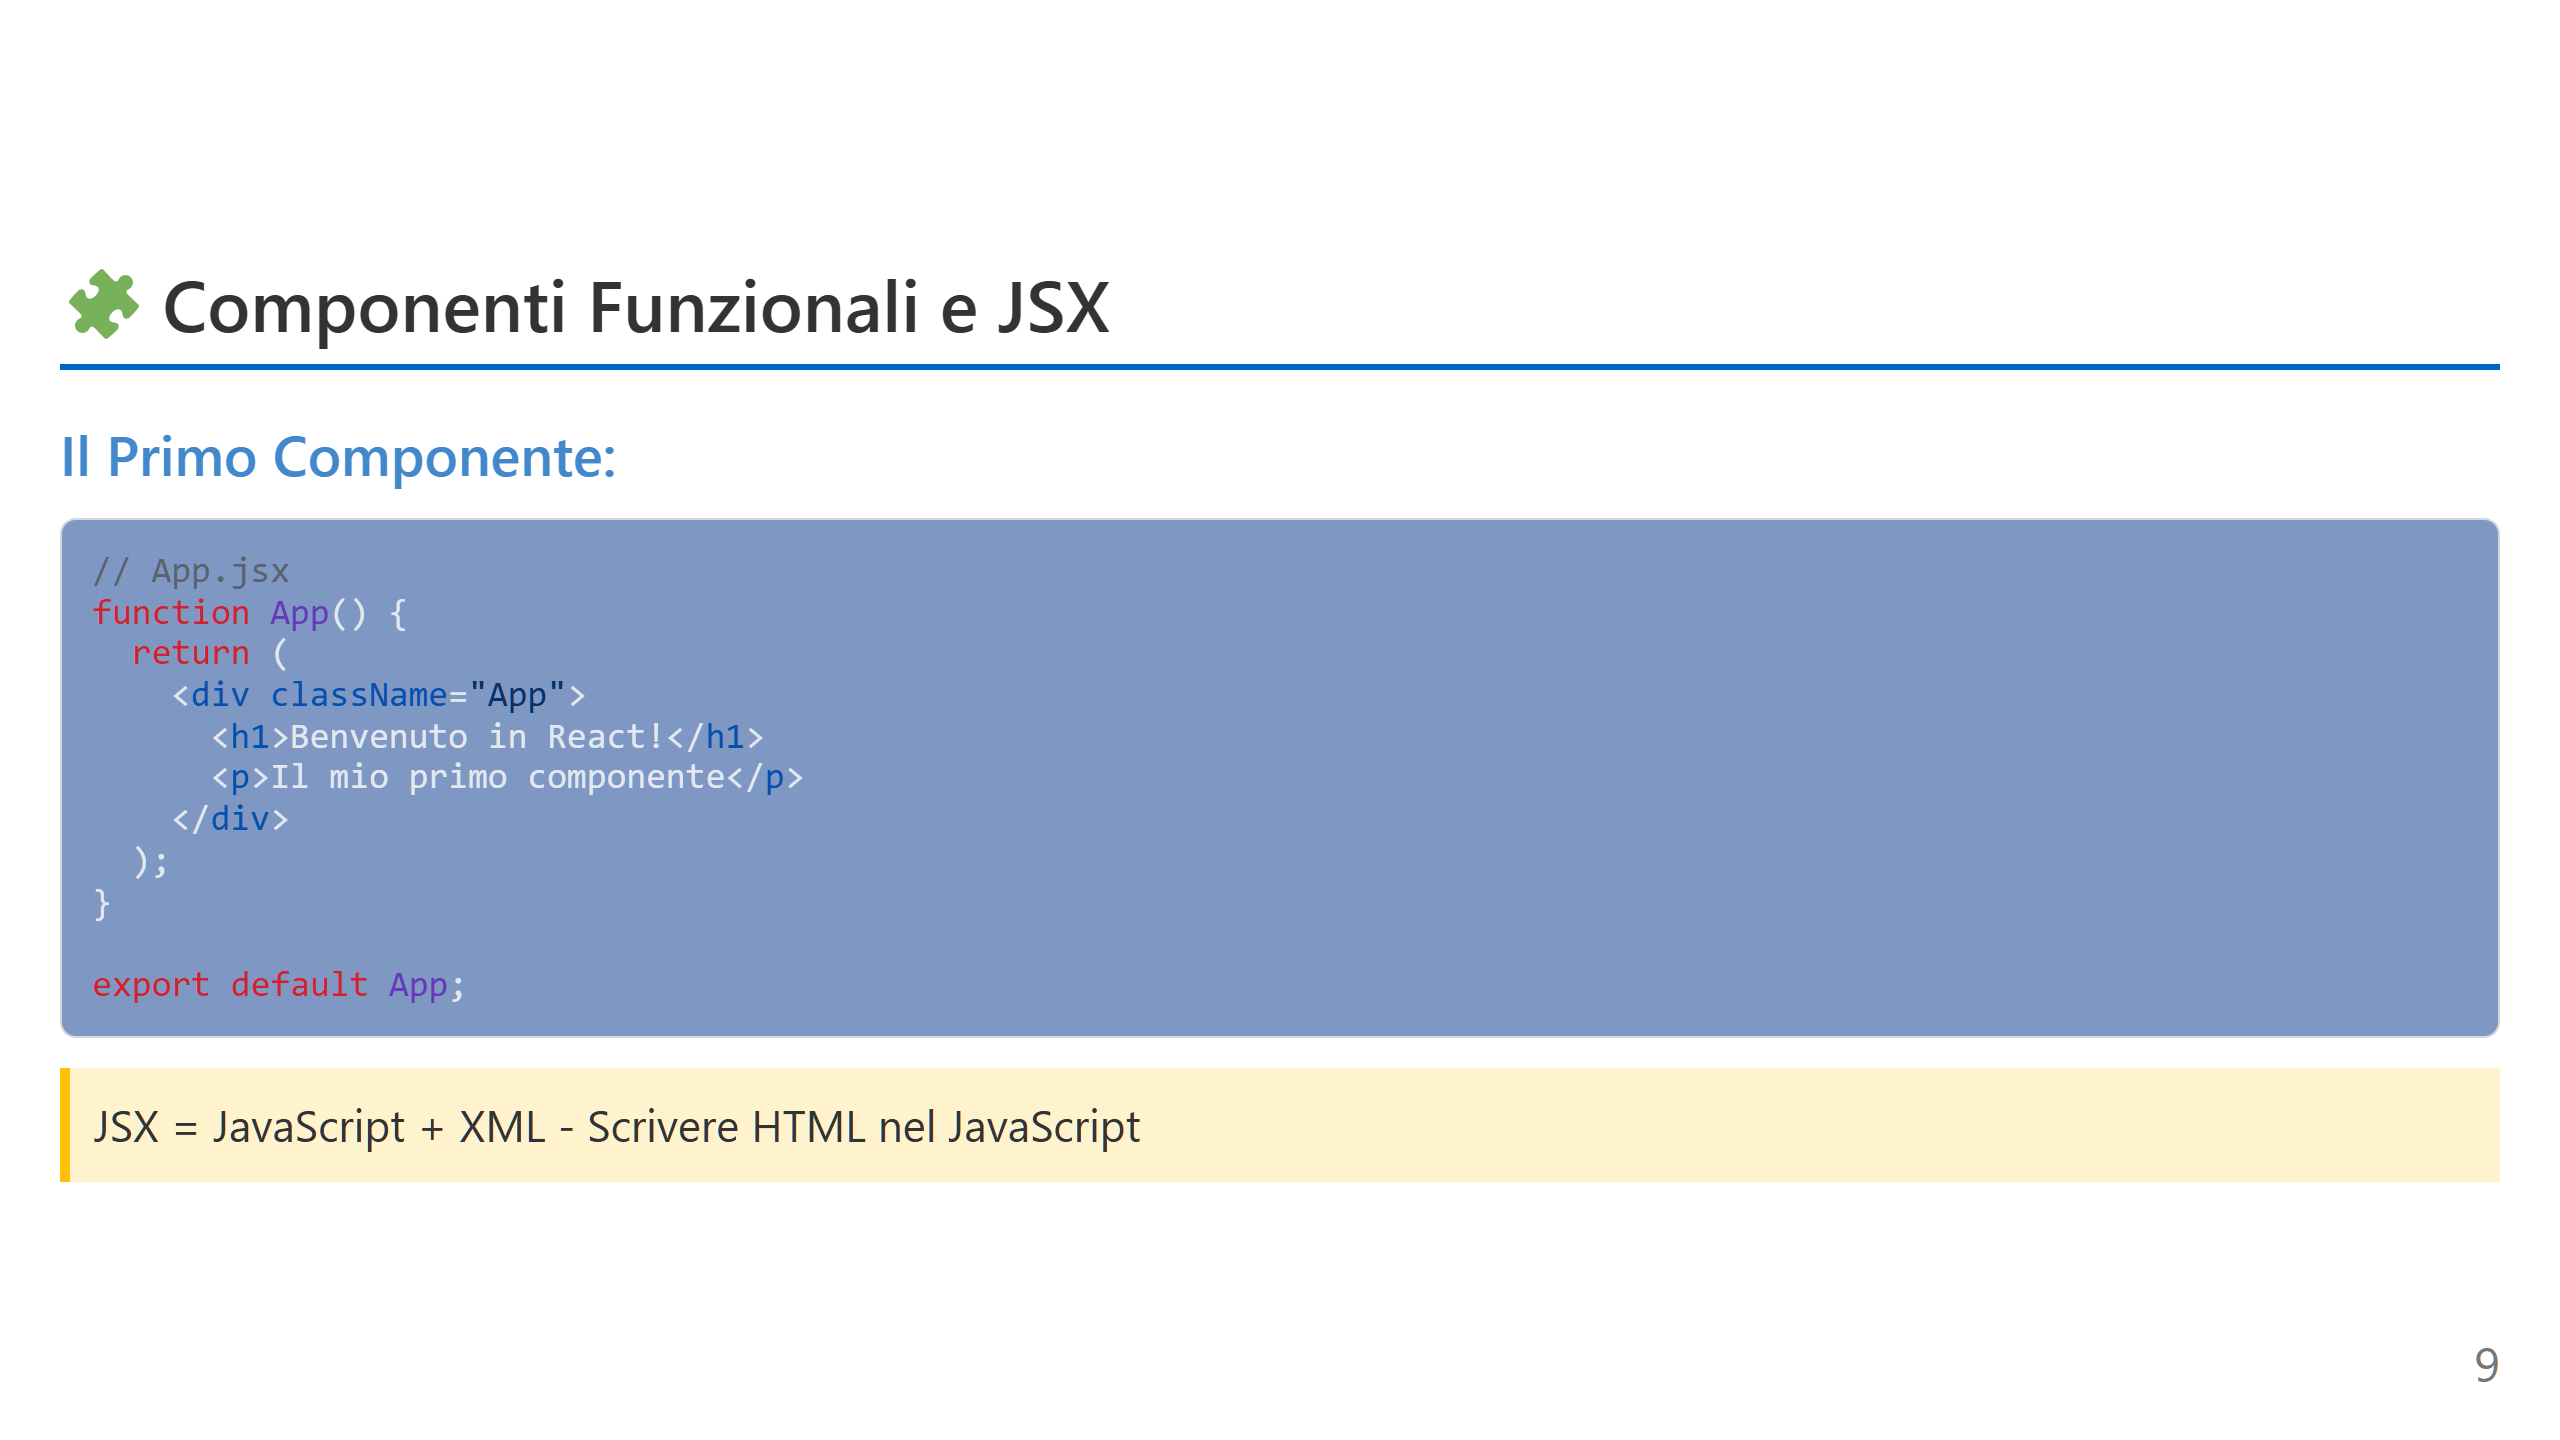 Componenti Funzionali e JSX
Il Primo Componente:
// App.jsx
function App() {
  return (
    <div className="App">
      <h1>Benvenuto in React!</h1>
      <p>Il mio primo componente</p>
    </div>
  );
}

export default App;
JSX = JavaScript + XML - Scrivere HTML nel JavaScript
9